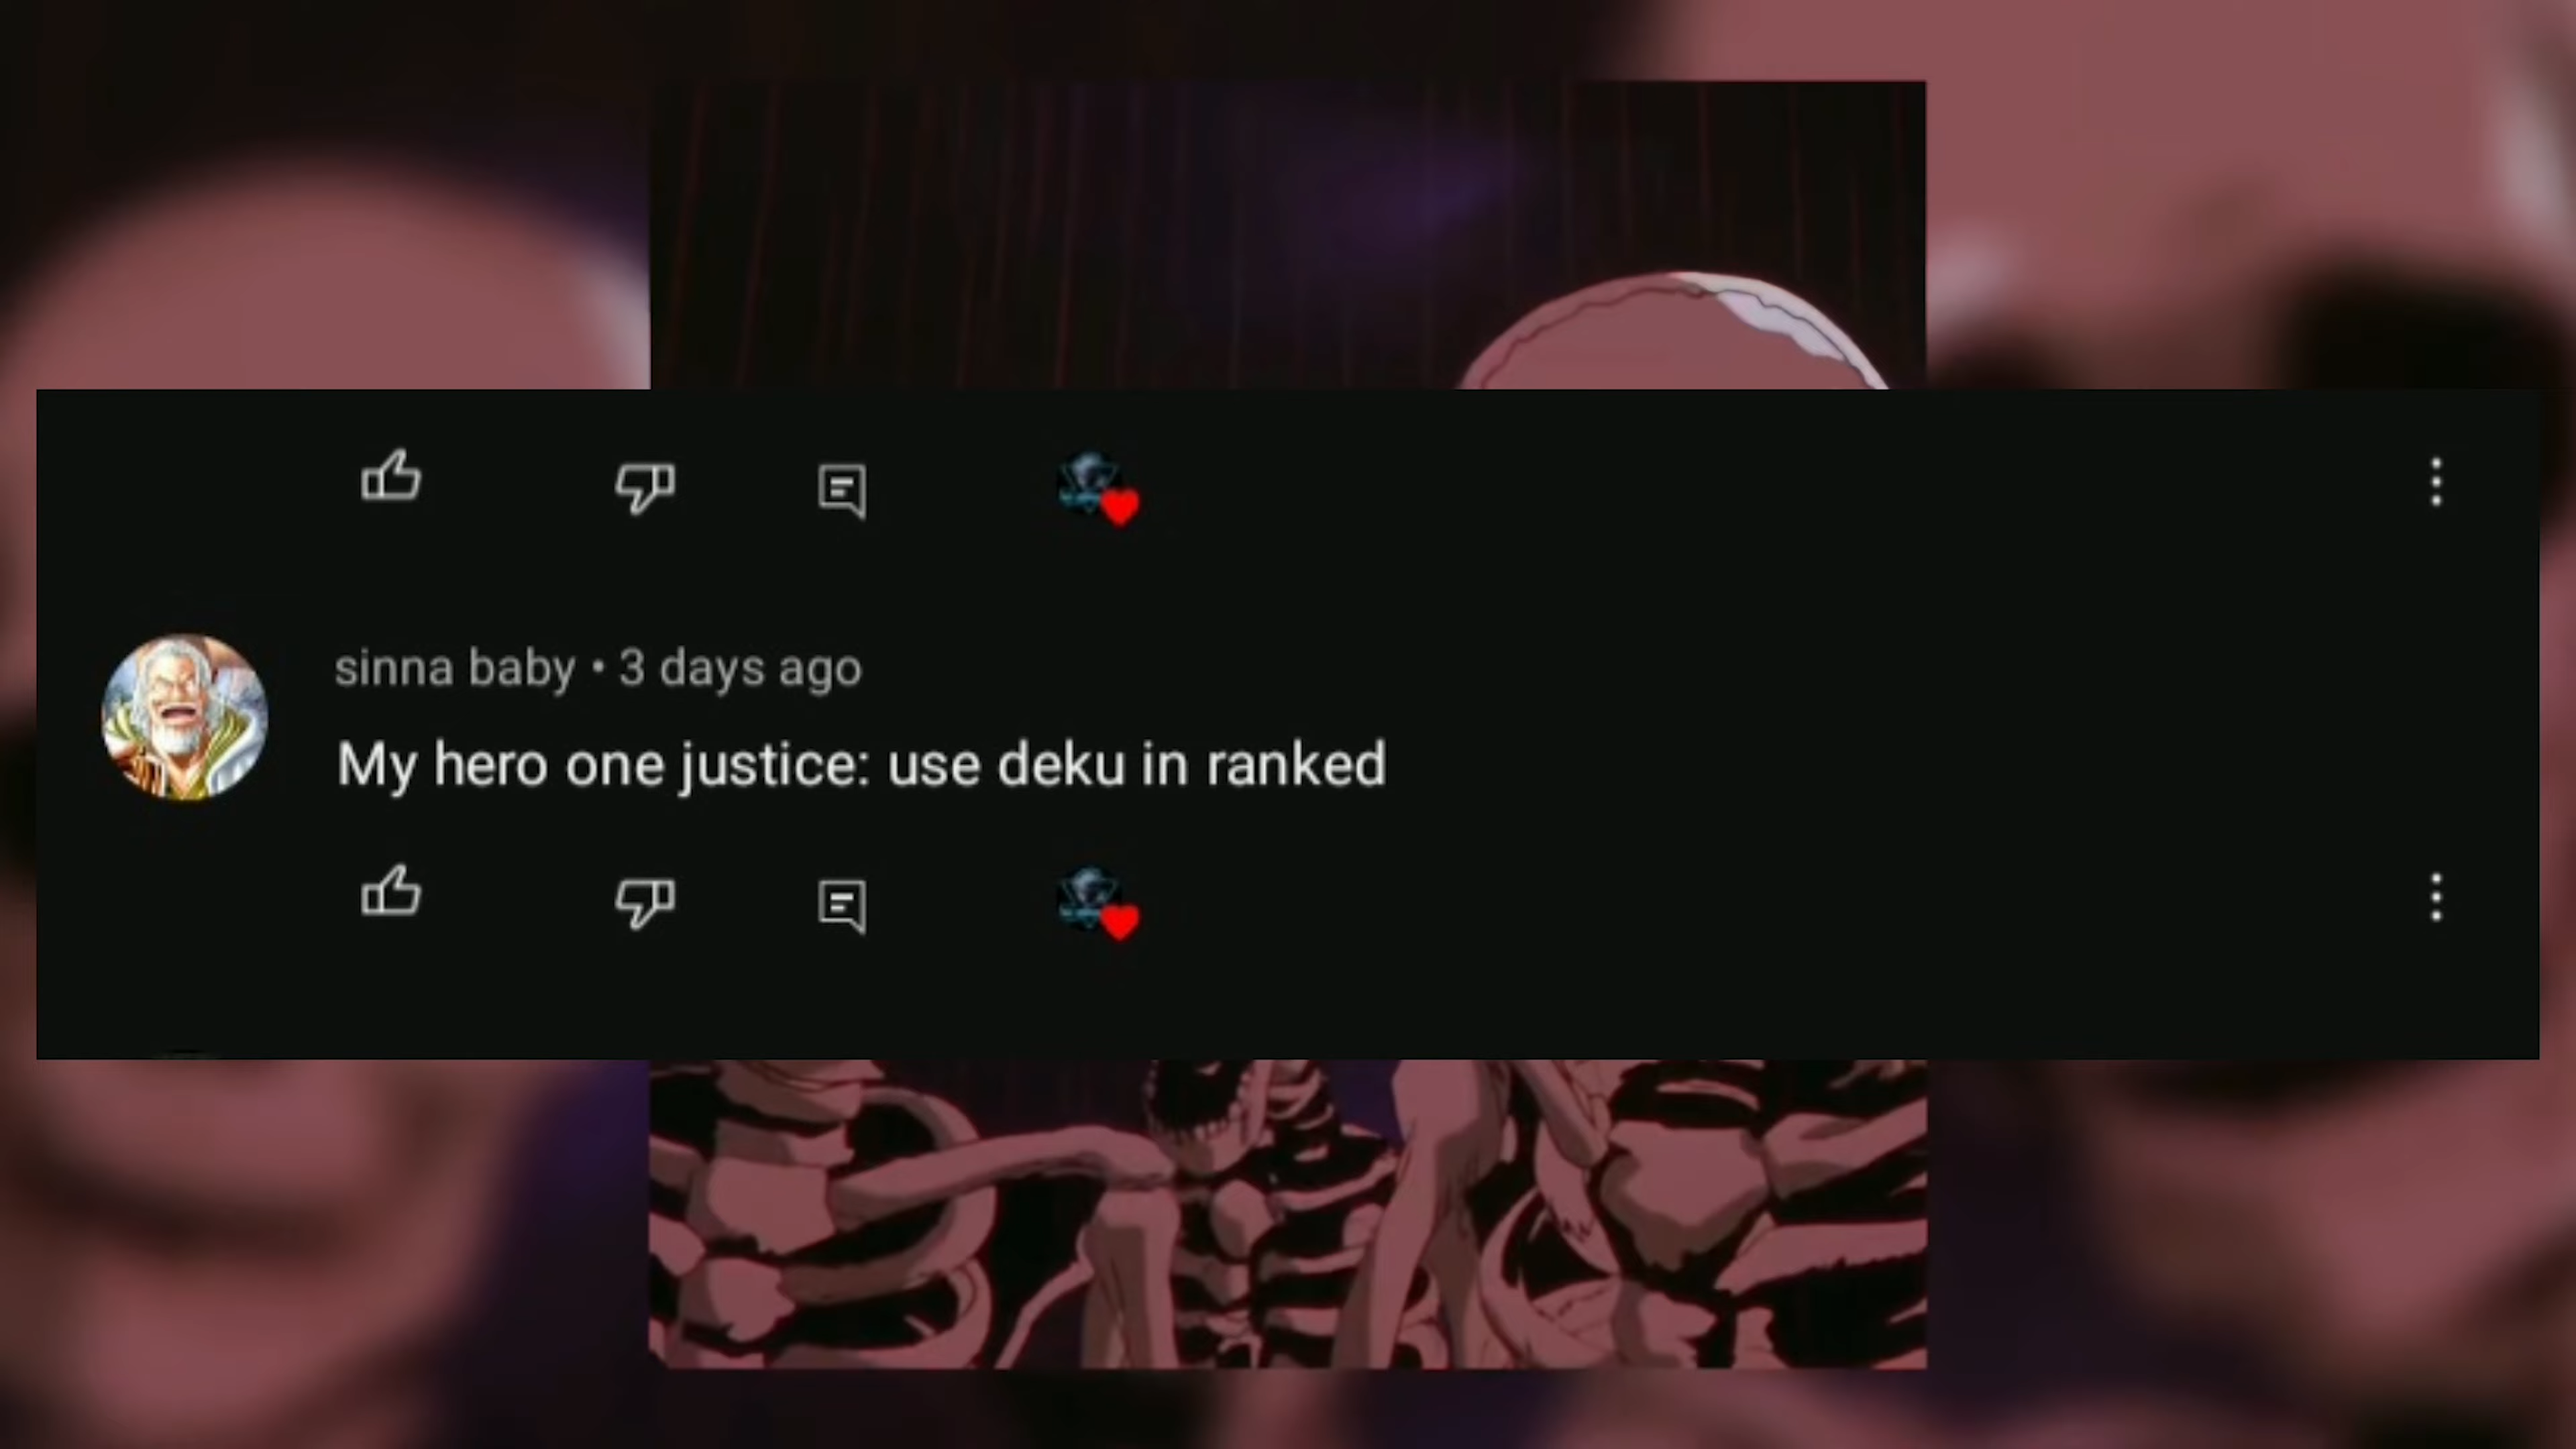 sinna baby • 3 days ago
My hero one justice: use deku in ranked